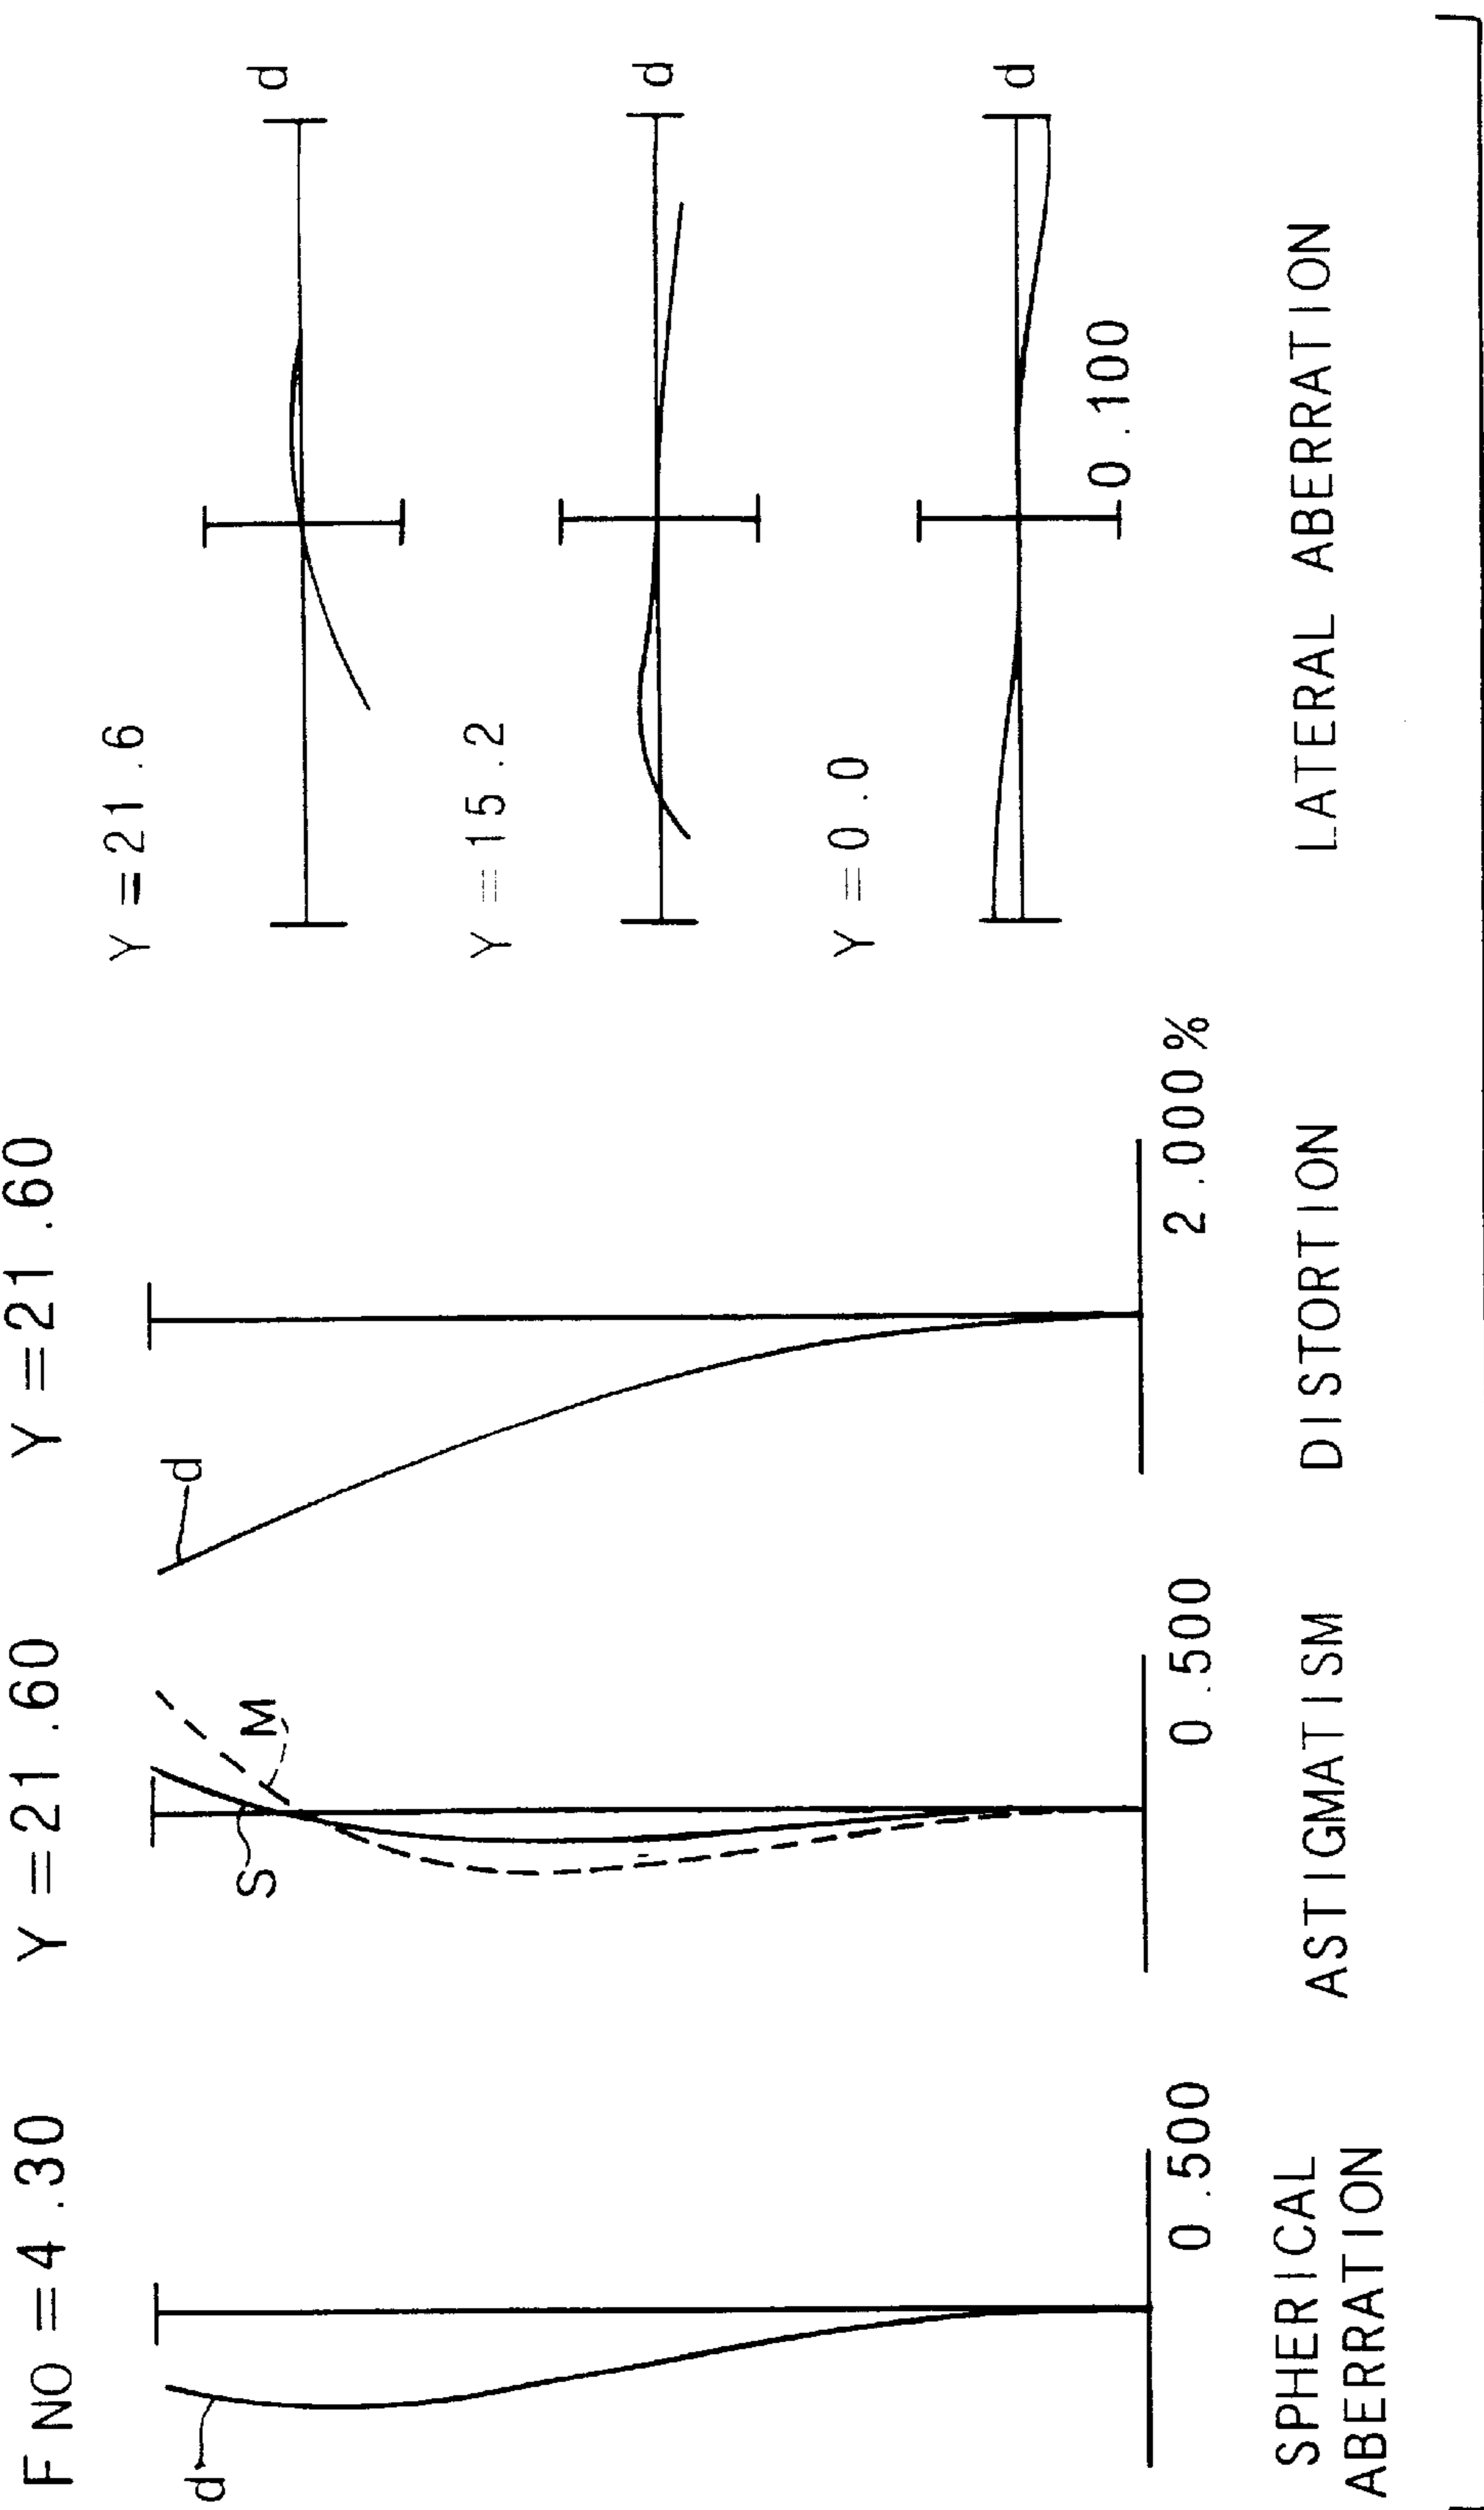 FNO=4.30
d
0.500
SPHERICAL
ABERRATION
Y=21.60
S
M
0.500
ASTIGMATISM
Y=21.60
d
2.000%
DISTORTION
Y=21.6
d
Y=15.2
d
Y=0.0
d
0.100
LATERAL ABERRATION